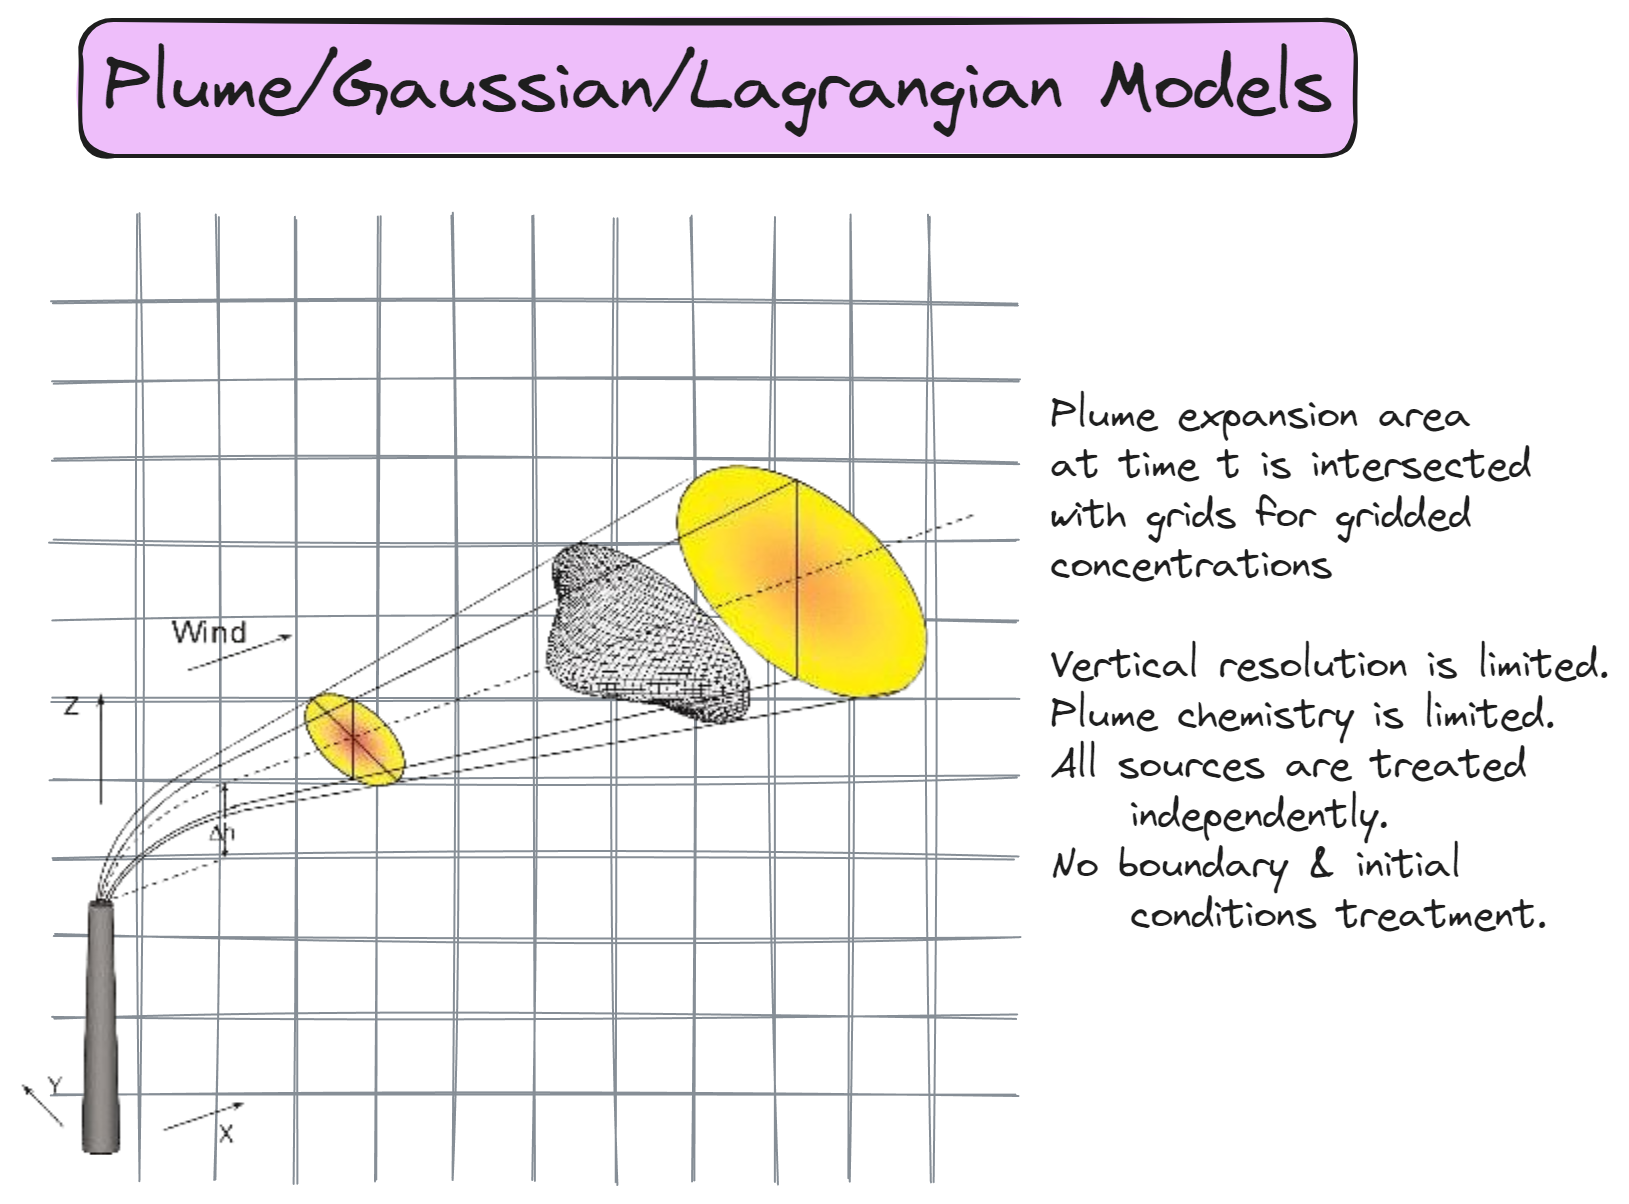 Plume/Gaussian/Lagrangian Models
Plume expansion area
at time t is intersected
with grids for gridded
concentrations
Vertical resolution is limited.
Plume chemistry is limited.
All sources are treated
independently.
No boundary & initial
conditions treatment.
Wind
Z
Δh
Y
X